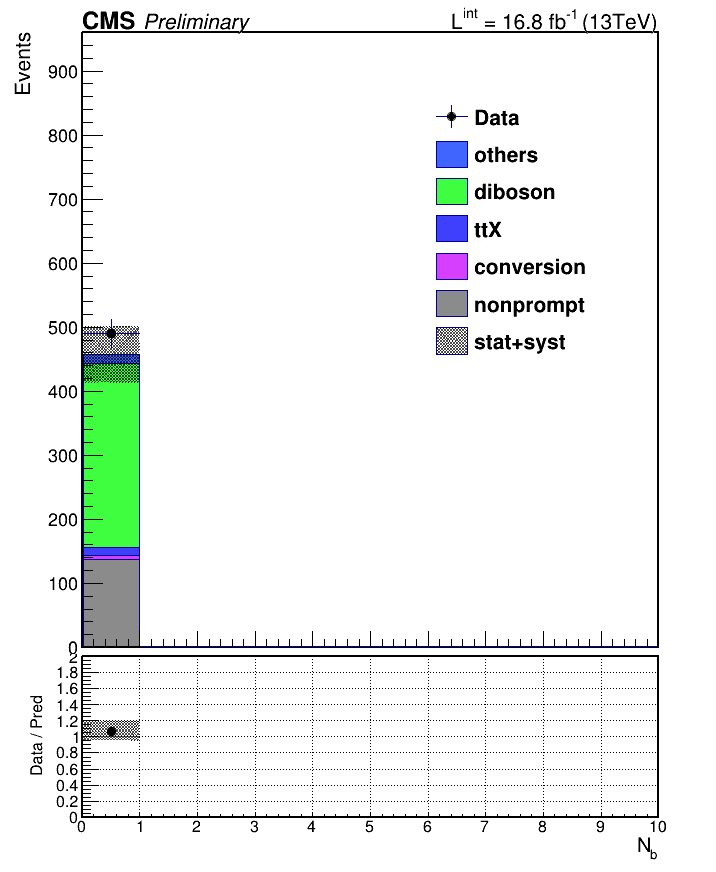 CMS Preliminary L^int = 16.8 fb^-1 (13TeV)
Events
900
800
700
600
500
400
300
200
100
0
Data
others
diboson
ttX
conversion
nonprompt
stat+syst
Data / Pred
2
1.8
1.6
1.4
1.2
1
0.8
0.6
0.4
0.2
0
0 1 2 3 4 5 6 7 8 9 10
N_b